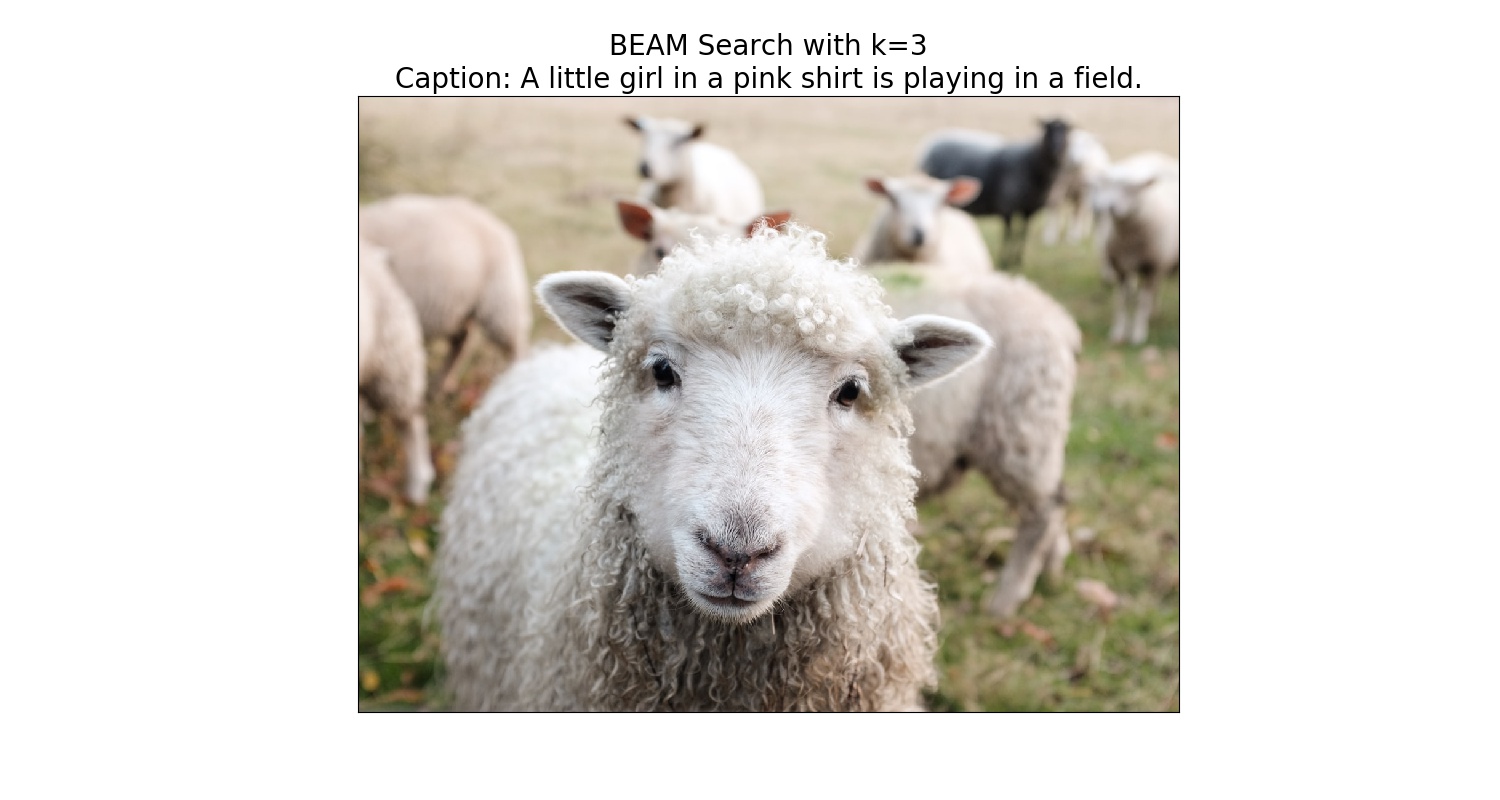 BEAM Search with k=3
Caption: A little girl in a pink shirt is playing in a field.